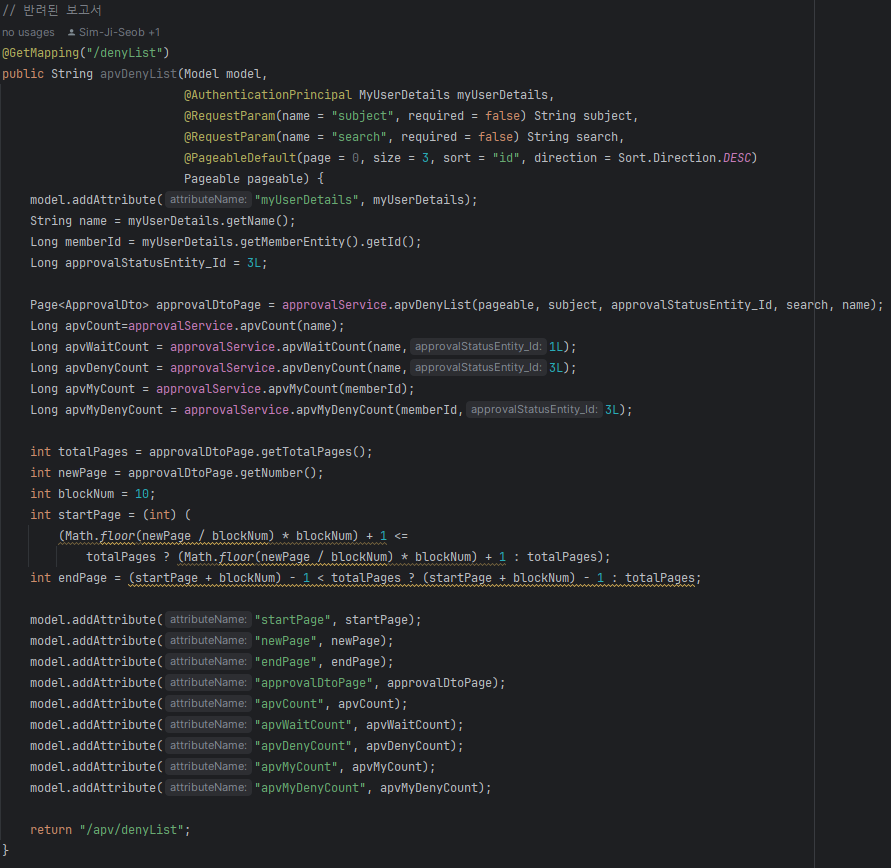 // 반려된 보고서
no usages  Sim-Ji-Seob +1
@GetMapping("/denyList")
public String apvDenyList(Model model,
@AuthenticationPrincipal MyUserDetails myUserDetails,
@RequestParam(name = "subject", required = false) String subject,
@RequestParam(name = "search", required = false) String search,
@PageableDefault(page = 0, size = 3, sort = "id", direction = Sort.Direction.DESC)
Pageable pageable) {
model.addAttribute( attributeName: "myUserDetails", myUserDetails);
String name = myUserDetails.getName();
Long memberId = myUserDetails.getMemberEntity().getId();
Long approvalStatusEntity_Id = 3L;
Page<ApprovalDto> approvalDtoPage = approvalService.apvDenyList(pageable, subject, approvalStatusEntity_Id, search, name);
Long apvCount=approvalService.apvCount(name);
Long apvWaitCount = approvalService.apvWaitCount(name, approvalStatusEntity_Id: 1L);
Long apvDenyCount = approvalService.apvDenyCount(name, approvalStatusEntity_Id: 3L);
Long apvMyCount = approvalService.apvMyCount(memberId);
Long apvMyDenyCount = approvalService.apvMyDenyCount(memberId, approvalStatusEntity_Id: 3L);
int totalPages = approvalDtoPage.getTotalPages();
int newPage = approvalDtoPage.getNumber();
int blockNum = 10;
int startPage = (int) (
(Math.floor(newPage / blockNum) * blockNum) + 1 <=
totalPages ? (Math.floor(newPage / blockNum) * blockNum) + 1 : totalPages);
int endPage = (startPage + blockNum) - 1 < totalPages ? (startPage + blockNum) - 1 : totalPages;
model.addAttribute( attributeName: "startPage", startPage);
model.addAttribute( attributeName: "newPage", newPage);
model.addAttribute( attributeName: "endPage", endPage);
model.addAttribute( attributeName: "approvalDtoPage", approvalDtoPage);
model.addAttribute( attributeName: "apvCount", apvCount);
model.addAttribute( attributeName: "apvWaitCount", apvWaitCount);
model.addAttribute( attributeName: "apvDenyCount", apvDenyCount);
model.addAttribute( attributeName: "apvMyCount", apvMyCount);
model.addAttribute( attributeName: "apvMyDenyCount", apvMyDenyCount);
return "/apv/denyList";
}